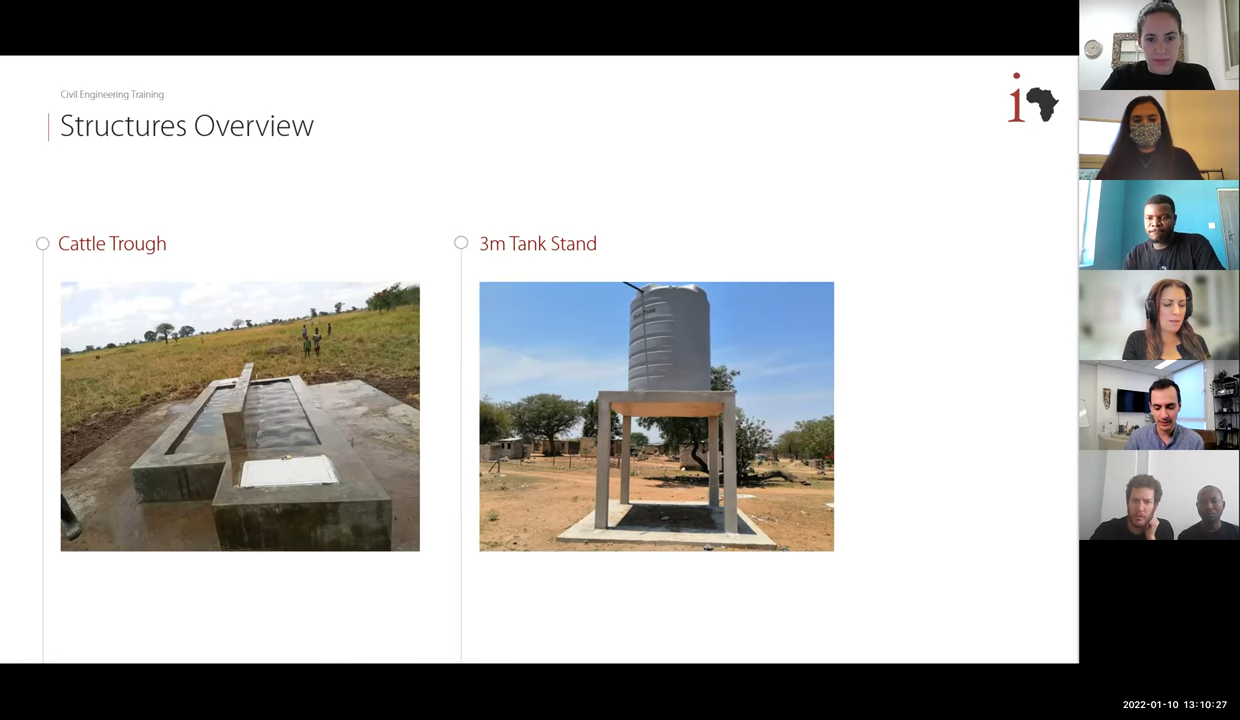 Civil Engineering Training
Structures Overview
i
Cattle Trough
3m Tank Stand
2022-01-10 13:10:27